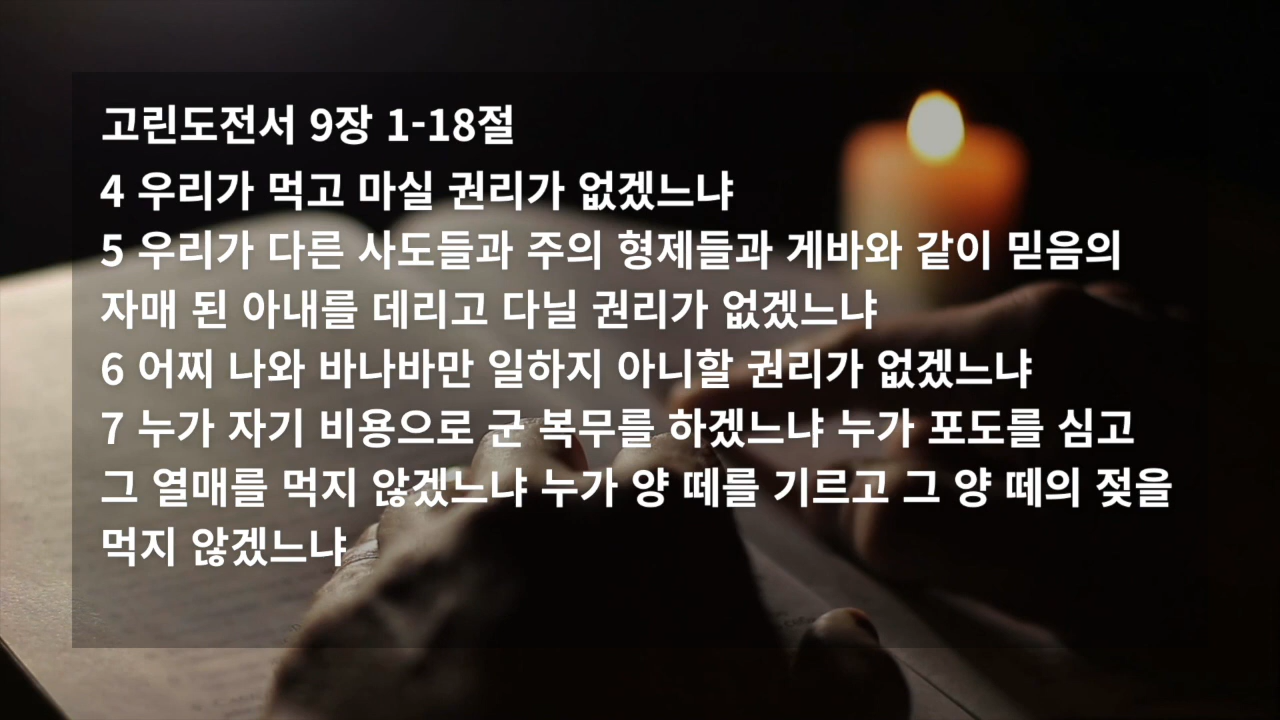 고린도전서 9장 1-18절
4 우리가 먹고 마실 권리가 없겠느냐
5 우리가 다른 사도들과 주의 형제들과 게바와 같이 믿음의
자매 된 아내를 데리고 다닐 권리가 없겠느냐
6 어찌 나와 바나바만 일하지 아니할 권리가 없겠느냐
7 누가 자기 비용으로 군 복무를 하겠느냐 누가 포도를 심고
그 열매를 먹지 않겠느냐 누가 양 떼를 기르고 그 양 떼의 젖을
먹지 않겠느냐